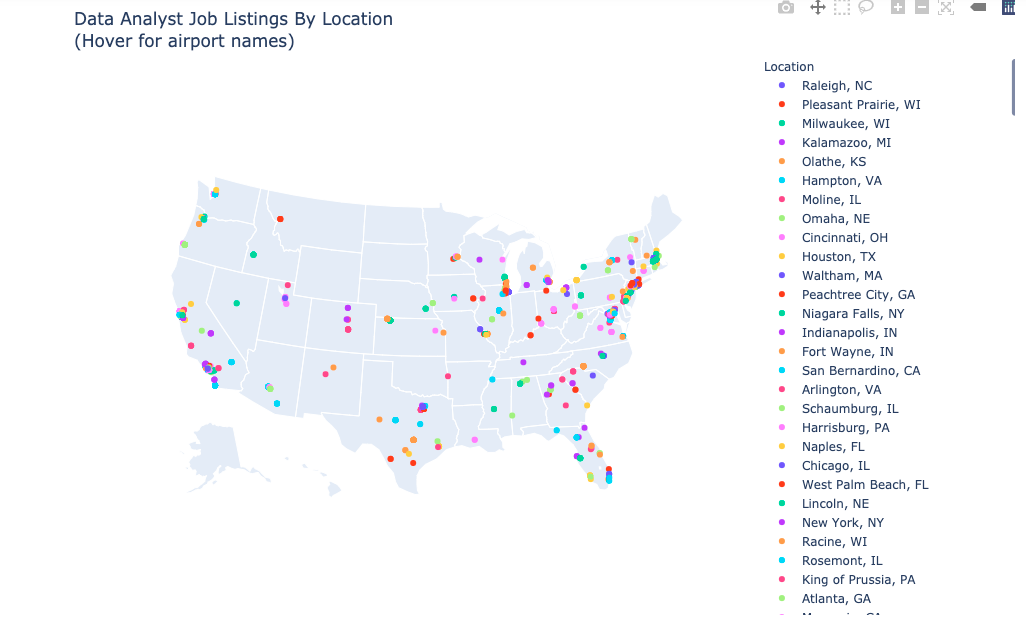 Data Analyst Job Listings By Location
(Hover for airport names)
Location
Raleigh, NC
Pleasant Prairie, WI
Milwaukee, WI
Kalamazoo, MI
Olathe, KS
Hampton, VA
Moline, IL
Omaha, NE
Cincinnati, OH
Houston, TX
Waltham, MA
Peachtree City, GA
Niagara Falls, NY
Indianapolis, IN
Fort Wayne, IN
San Bernardino, CA
Arlington, VA
Schaumburg, IL
Harrisburg, PA
Naples, FL
Chicago, IL
West Palm Beach, FL
Lincoln, NE
New York, NY
Racine, WI
Rosemont, IL
King of Prussia, PA
Atlanta, GA